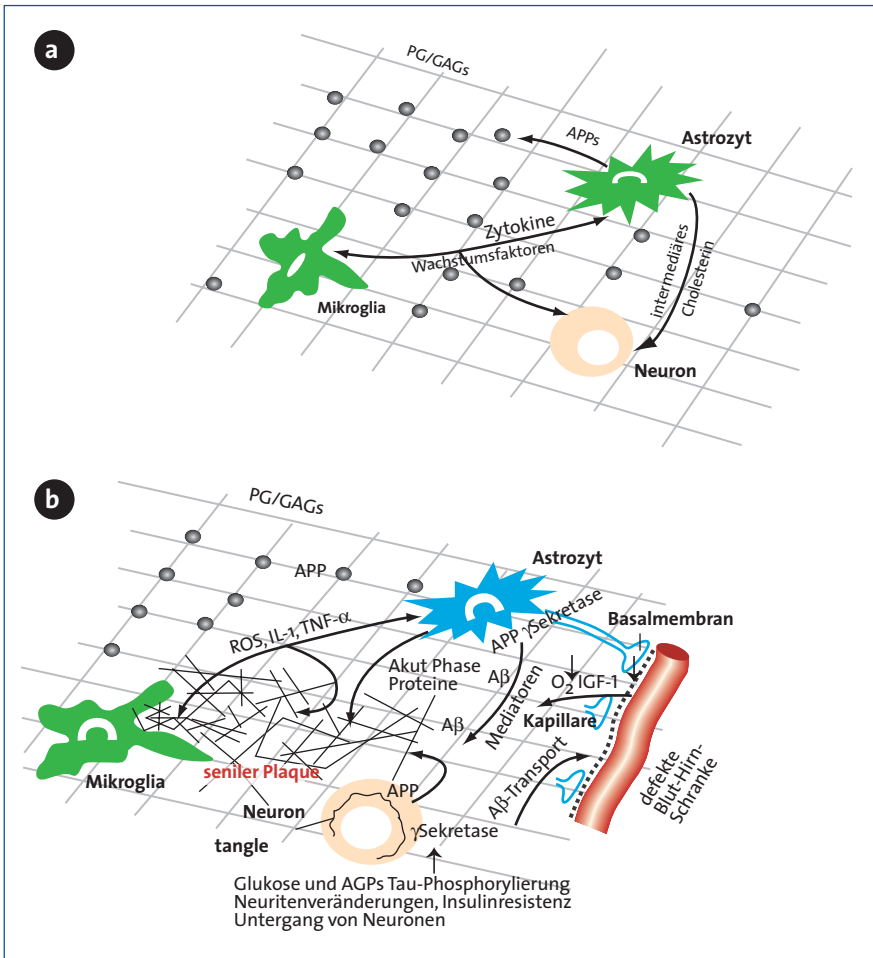 a
PG/GAGs
APPs
Astrozyt
Zytokine
Wachstumsfaktoren
intermediäres
Cholesterin
Mikroglia
Neuron
b
PG/GAGs
Astrozyt
APP
ROS, IL-1, TNF-α
APP γSekretase
Basalmembran
Akut Phase
Proteine
Aβ
O2 IGF-1
Mediatoren
Kapillare
Aβ
Mikroglia
seniler Plaque
Aβ-Transport
defekte
Blut-Hirn-
Schranke
APP
Neuron
γSekretase
tangle
Glukose und AGPs Tau-Phosphorylierung
Neuritenveränderungen, Insulinresistenz
Untergang von Neuronen